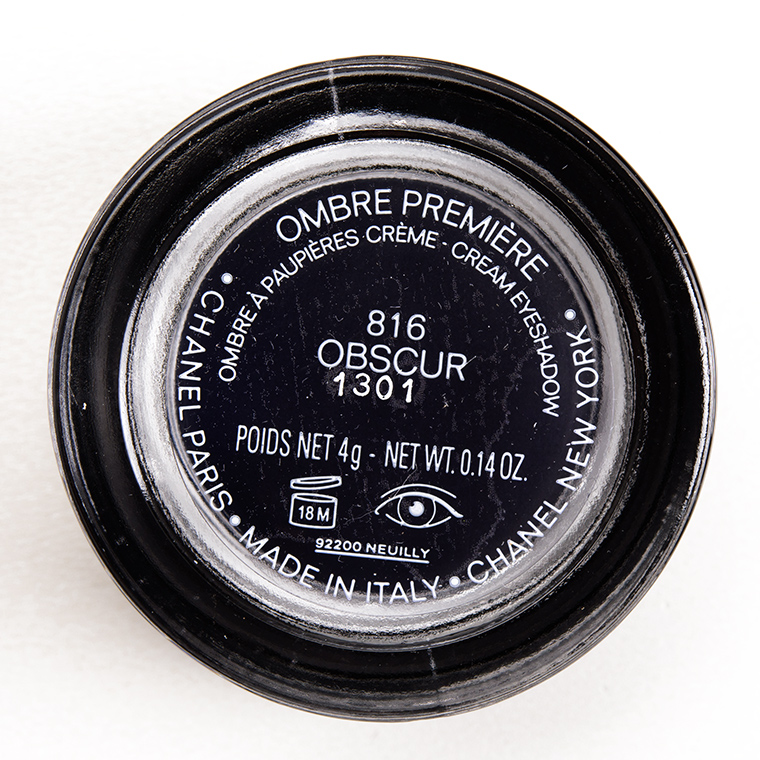 OMBRE PREMIÈRE
OMBRE À PAUPIÈRES CRÈME - CREAM EYESHADOW
816
OBSCUR
1301
POIDS NET 4g - NET WT. 0.14 OZ.
18 M
92200 NEUILLY
• CHANEL PARIS • MADE IN ITALY • CHANEL NEW YORK •